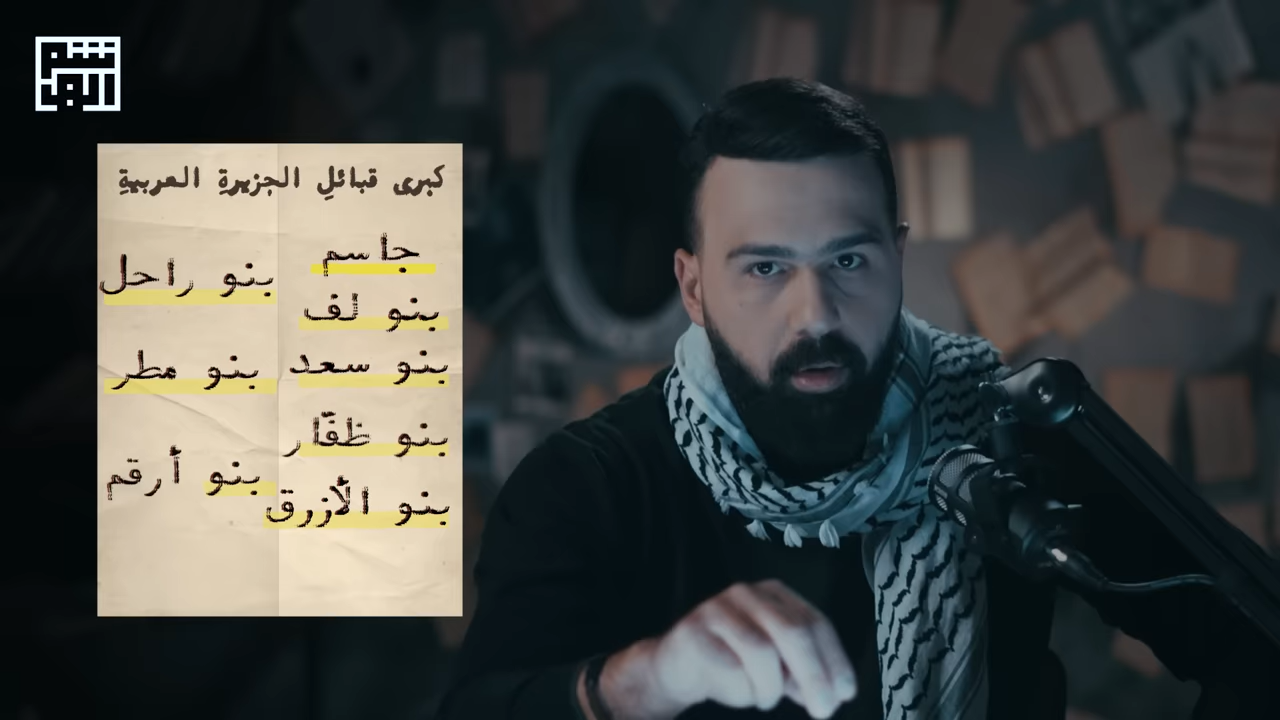 كبرى قبائلِ الجزيرةِ العربيةِ
جاسم
بنو لف
بنو سعد
بنو ظفّار
بنو الأزرق
بنو راحل
بنو مطر
بنو أرقم